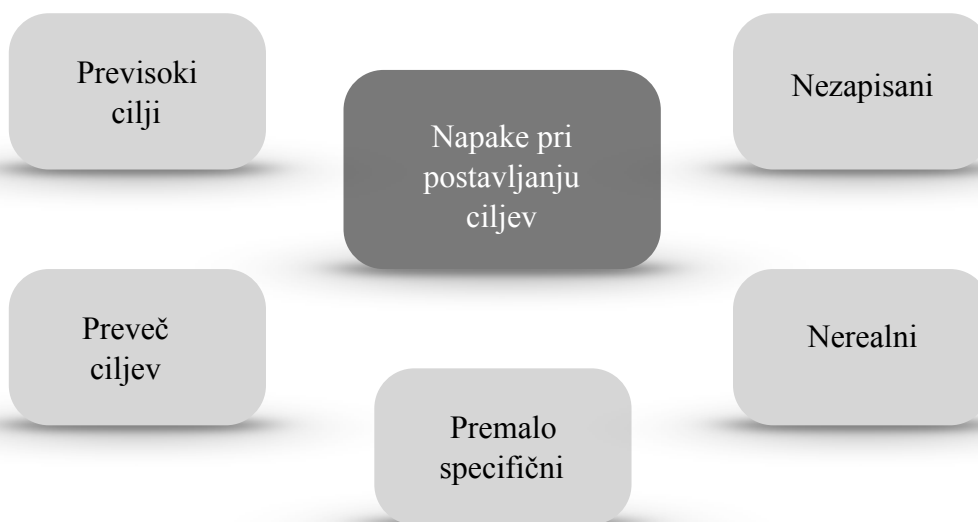 Previsoki
cilji
Napake pri
postavljanju
ciljev
Nezapisani
Preveč
ciljev
Nerealni
Premalo
specifični